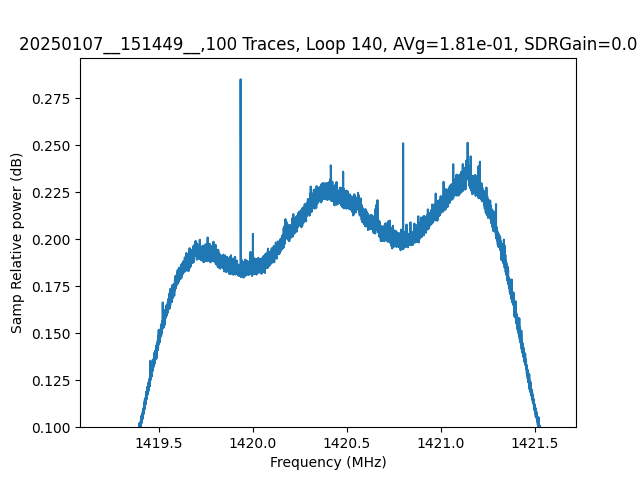 20250107__151449__,100 Traces, Loop 140, AVg=1.81e-01, SDRGain=0.0
Samp Relative power (dB)
0.275
0.250
0.225
0.200
0.175
0.150
0.125
0.100
1419.5 1420.0 1420.5 1421.0 1421.5
Frequency (MHz)